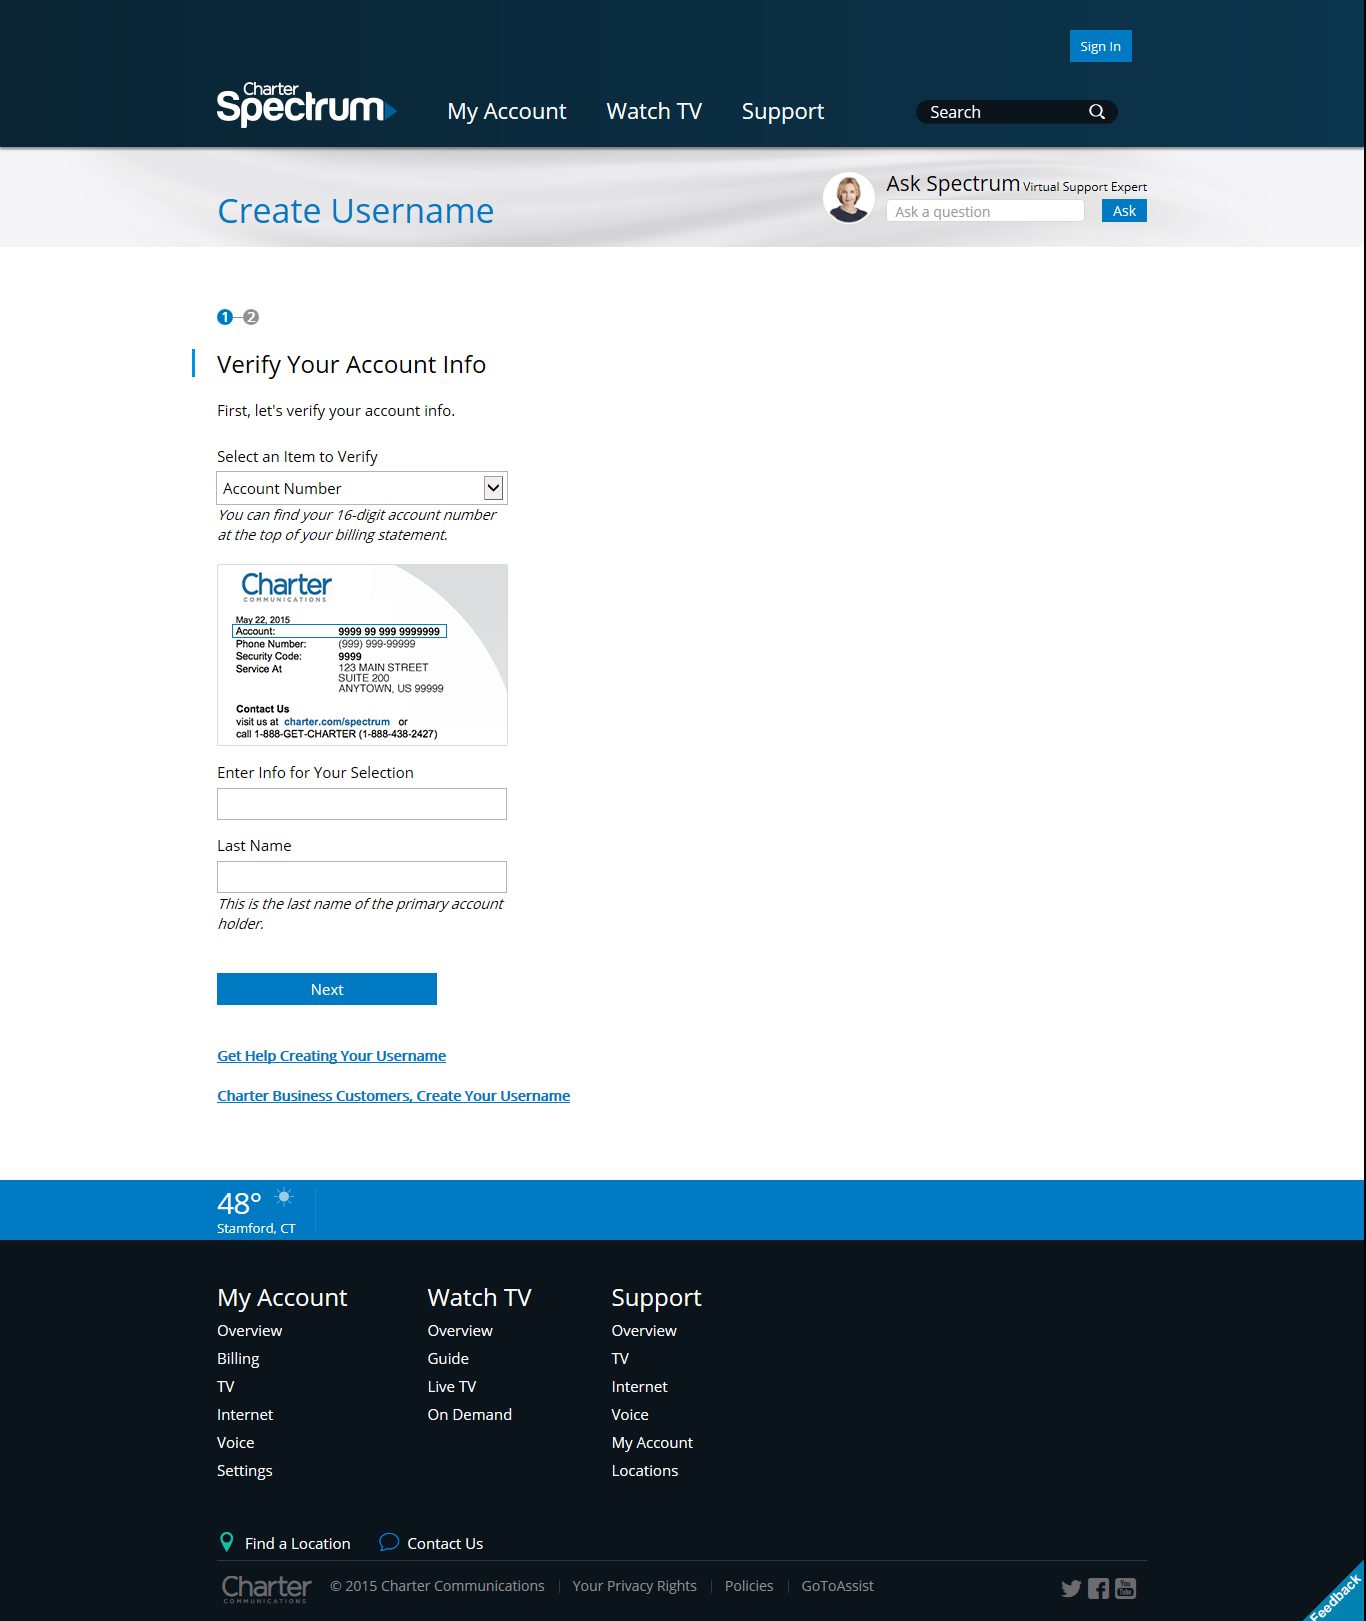 Sign In
Charter
Spectrum
My Account Watch TV Support
Search
Create Username
Ask Spectrum Virtual Support Expert
Ask a question
Ask
1 2
Verify Your Account Info
First, let's verify your account info.
Select an Item to Verify
Account Number
You can find your 16-digit account number
at the top of your billing statement.
Charter
COMMUNICATIONS
May 22, 2015
Account: 9999 99 999 9999999
Phone Number: (999) 999-99999
Security Code: 9999
Service At 123 MAIN STREET
SUITE 200
ANYTOWN, US 99999
Contact Us
visit us at charter.com/spectrum or
call 1-888-GET-CHARTER (1-888-438-2427)
Enter Info for Your Selection
Last Name
This is the last name of the primary account
holder.
Next
Get Help Creating Your Username
Charter Business Customers, Create Your Username
48°
Stamford, CT
My Account
Overview
Billing
TV
Internet
Voice
Settings
Watch TV
Overview
Guide
Live TV
On Demand
Support
Overview
TV
Internet
Voice
My Account
Locations
Find a Location Contact Us
Charter
COMMUNICATIONS
© 2015 Charter Communications Your Privacy Rights Policies GoToAssist
You
Tube
Feedback